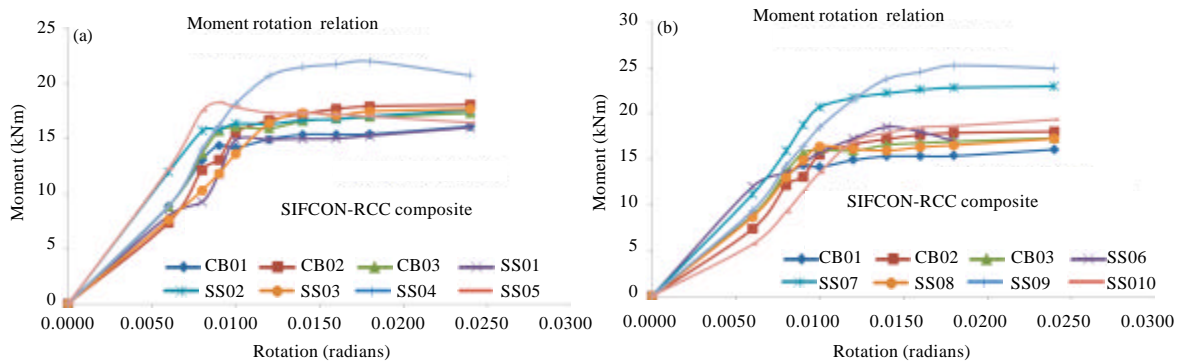 Moment rotation relation
(a)
25
20
15
10
5
0
Moment (kNm)
SIFCON-RCC composite
CB01 CB02 CB03 SS01
SS02 SS03 SS04 SS05
0.0000 0.0050 0.0100 0.0150 0.0200 0.0250 0.0300
Rotation (radians)
Moment rotation relation
(b)
30
25
20
15
10
5
0
Moment (kNm)
SIFCON-RCC composite
CB01 CB02 CB03 SS06
SS07 SS08 SS09 SS010
0.0000 0.0050 0.0100 0.0150 0.0200 0.0250 0.0300
Rotation (radians)